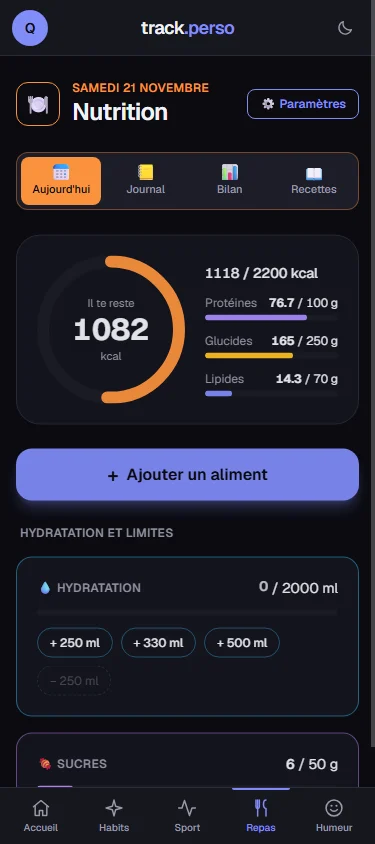 Q
track.perso
SAMEDI 21 NOVEMBRE
Nutrition
Paramètres
Aujourd'hui
Journal
Bilan
Recettes
Il te reste
1082
kcal
1118 / 2200 kcal
Protéines 76.7 / 100 g
Glucides 165 / 250 g
Lipides 14.3 / 70 g
+ Ajouter un aliment
HYDRATATION ET LIMITES
HYDRATATION 0 / 2000 ml
+ 250 ml
+ 330 ml
+ 500 ml
− 250 ml
SUCRES 6 / 50 g
Accueil
Habits
Sport
Repas
Humeur